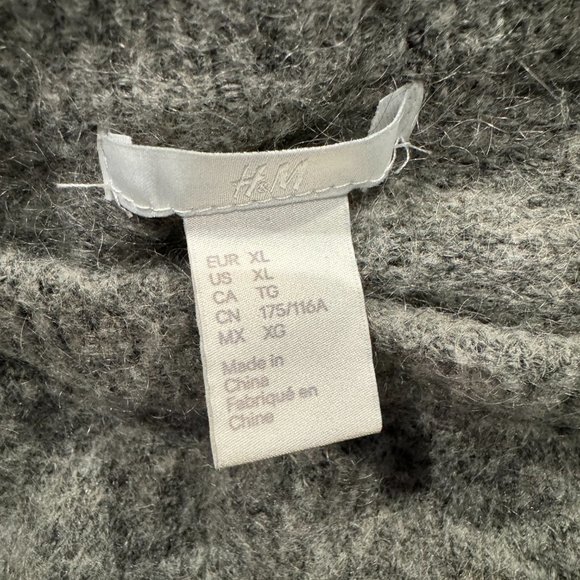 H&M
EUR XL
US XL
CA TG
CN 175/116A
MX XG
Made in
China
Fabriqué en
Chine